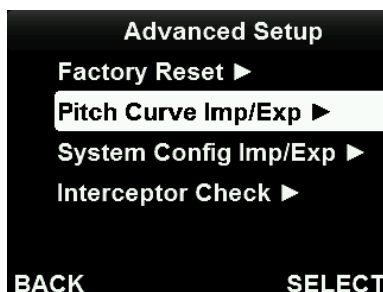 Advanced Setup
Factory Reset ►
Pitch Curve Imp/Exp ►
System Config Imp/Exp ►
Interceptor Check ►
BACK SELECT